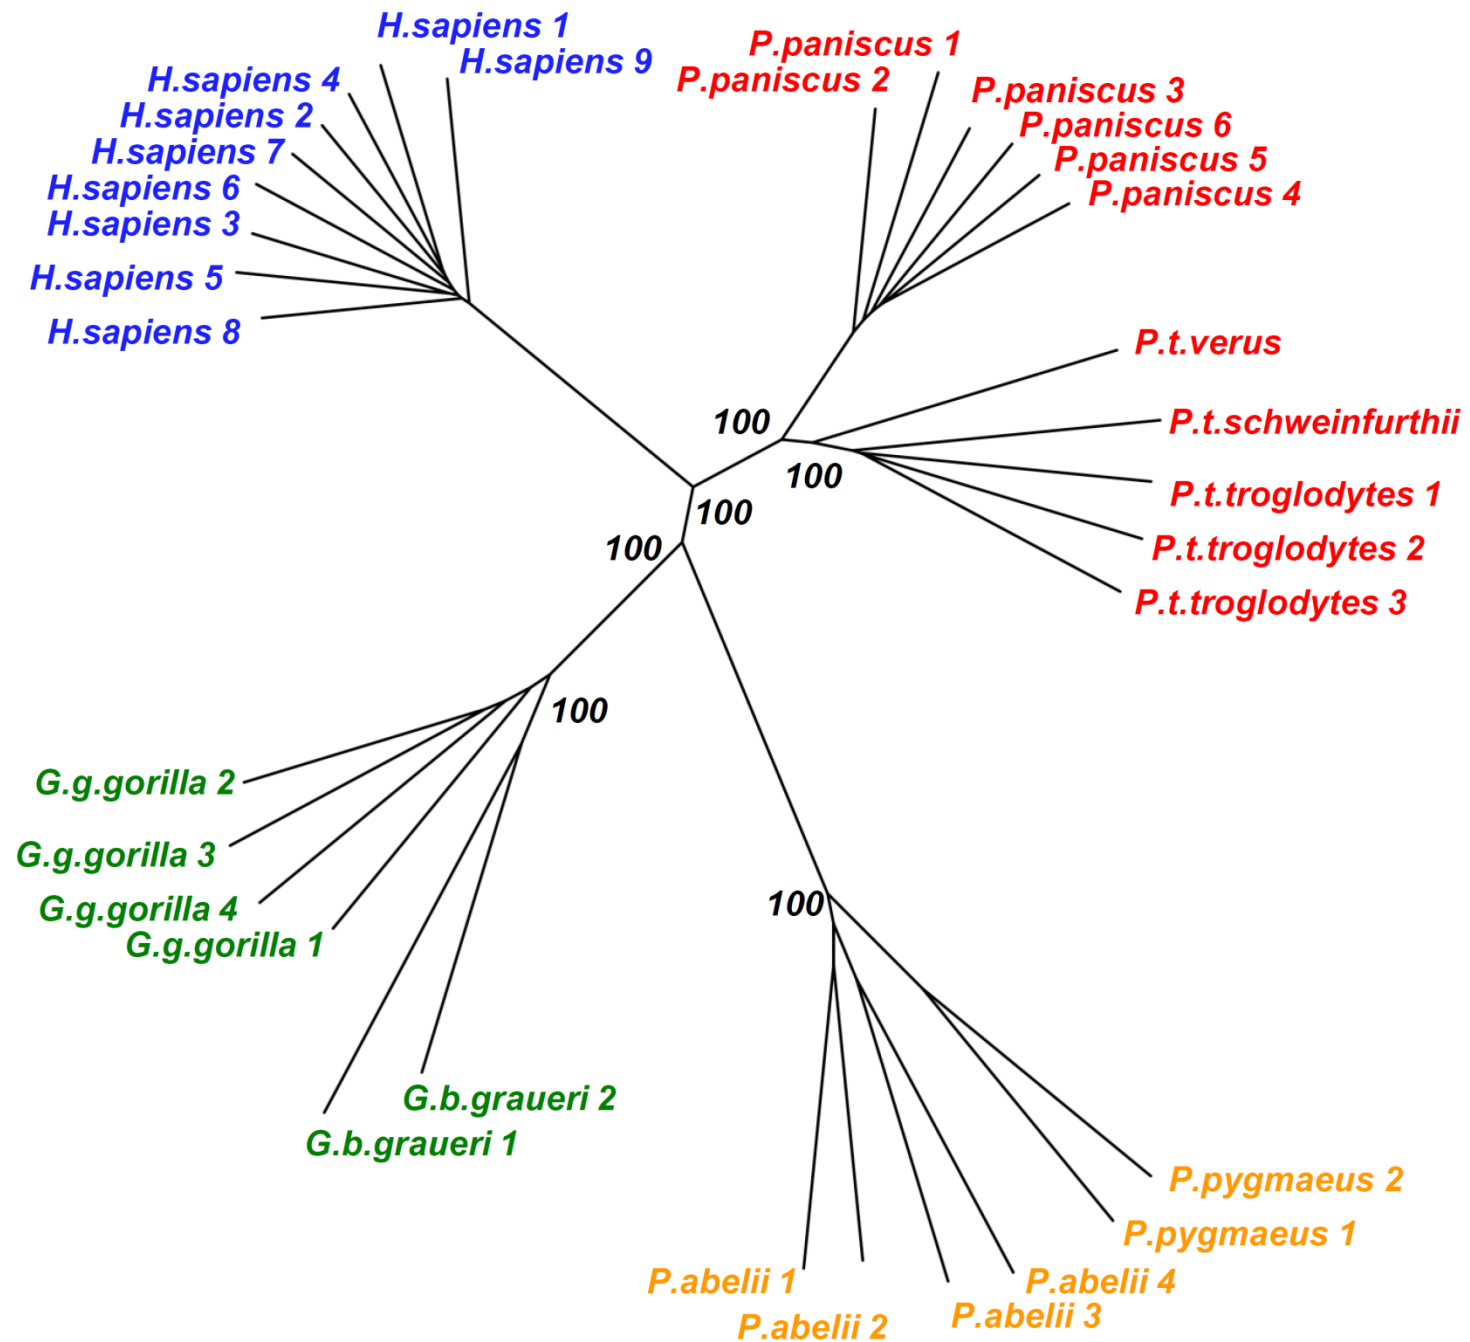 H.sapiens 1
H.sapiens 9
H.sapiens 4
H.sapiens 2
H.sapiens 7
H.sapiens 6
H.sapiens 3
H.sapiens 5
H.sapiens 8
P.paniscus 1
P.paniscus 2
P.paniscus 3
P.paniscus 6
P.paniscus 5
P.paniscus 4
P.t.verus
P.t.schweinfurthii
P.t.troglodytes 1
P.t.troglodytes 2
P.t.troglodytes 3
100
100
100
100
100
100
G.g.gorilla 2
G.g.gorilla 3
G.g.gorilla 4
G.g.gorilla 1
G.b.graueri 2
G.b.graueri 1
P.pygmaeus 2
P.pygmaeus 1
P.abelii 1
P.abelii 4
P.abelii 3
P.abelii 2